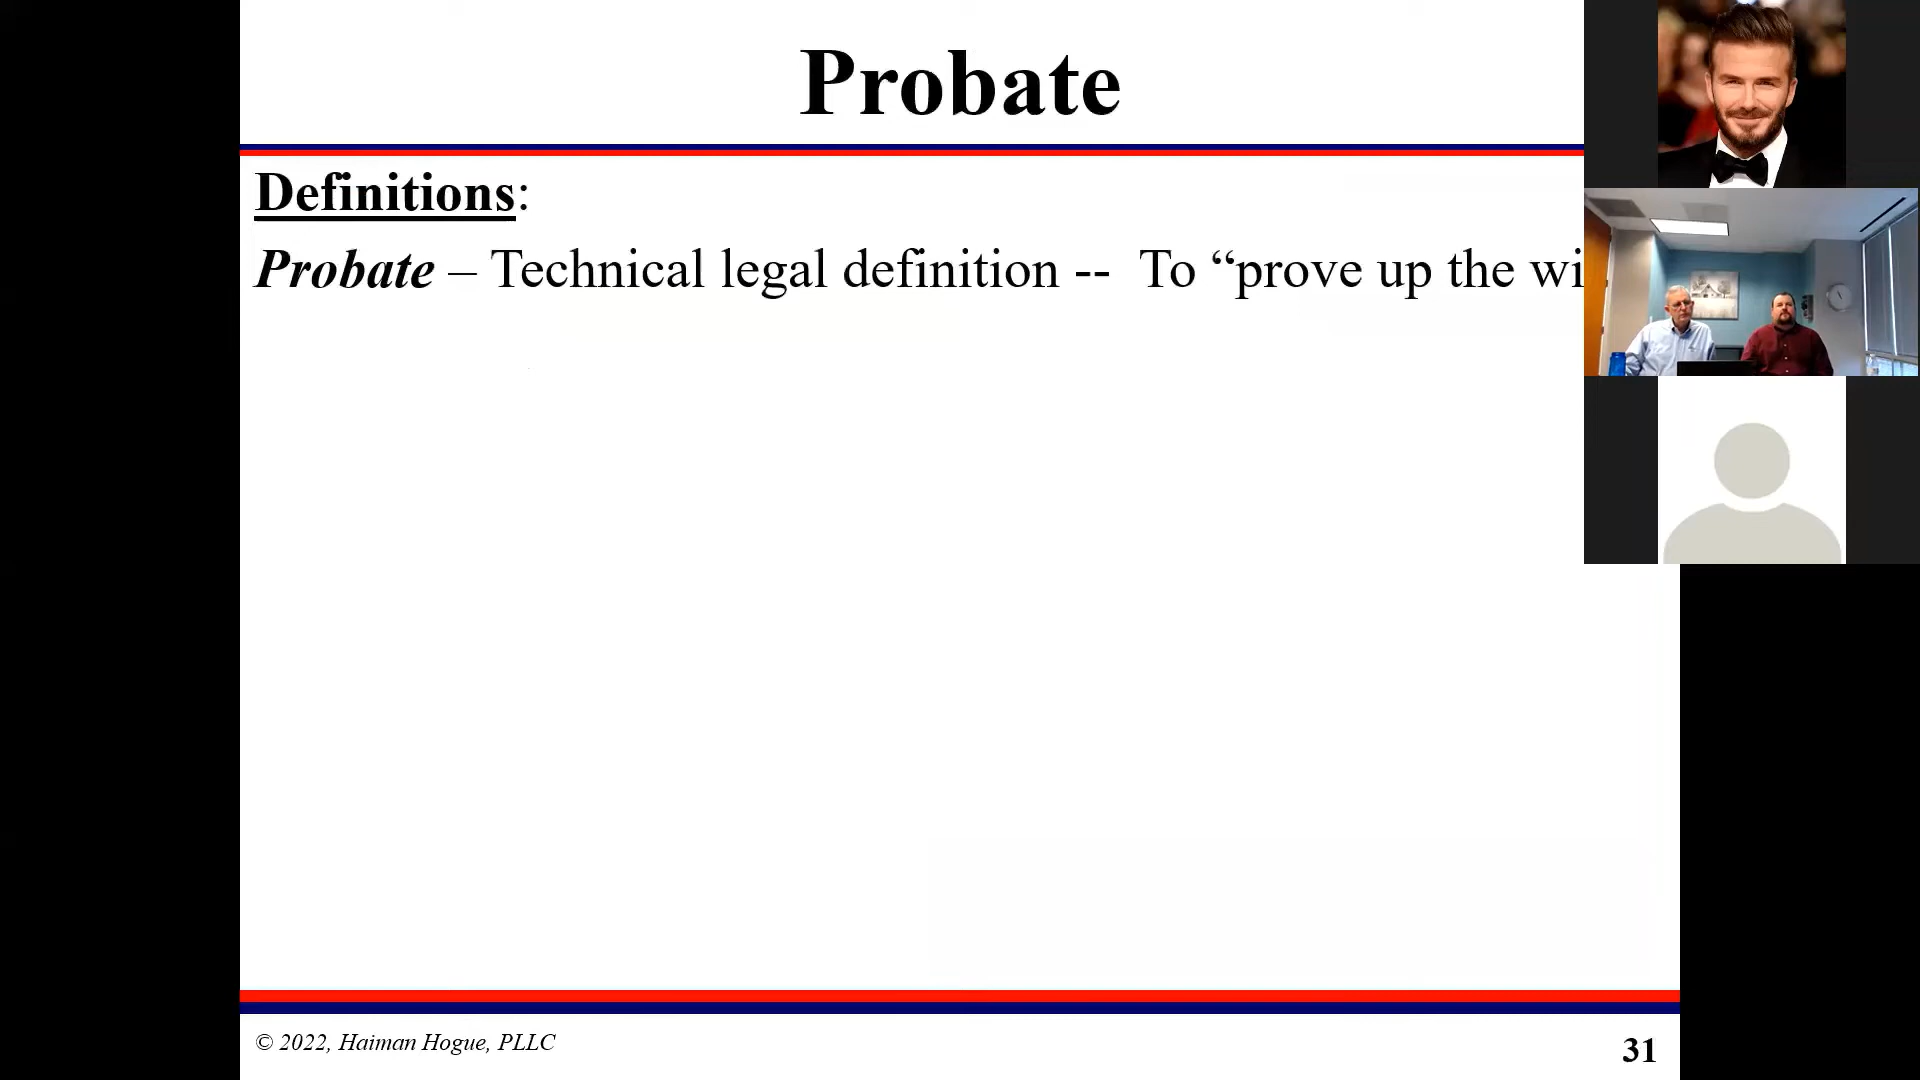 Probate
Definitions:
Probate – Technical legal definition -- To “prove up the wi
© 2022, Haiman Hogue, PLLC
31